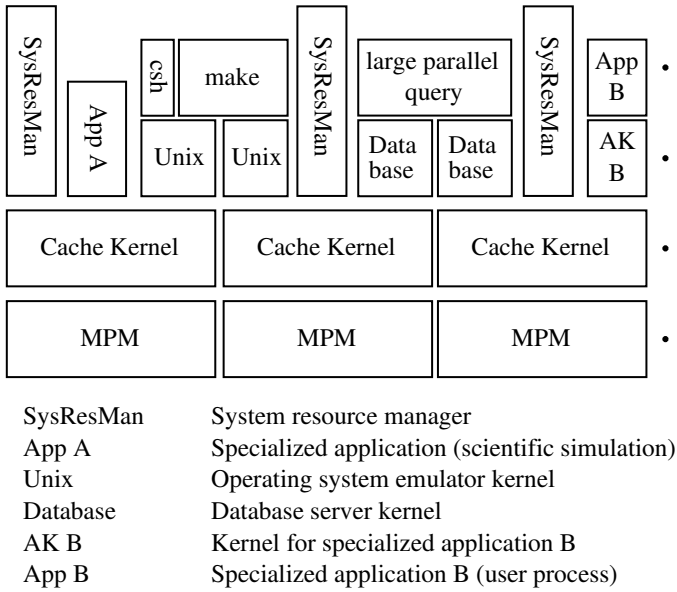 SysResMan
App A
csh
make
Unix
Unix
SysResMan
large parallel
query
Data
base
Data
base
SysResMan
App
B
AK
B
Cache Kernel
Cache Kernel
Cache Kernel
MPM
MPM
MPM
SysResMan System resource manager
App A Specialized application (scientific simulation)
Unix Operating system emulator kernel
Database Database server kernel
AK B Kernel for specialized application B
App B Specialized application B (user process)